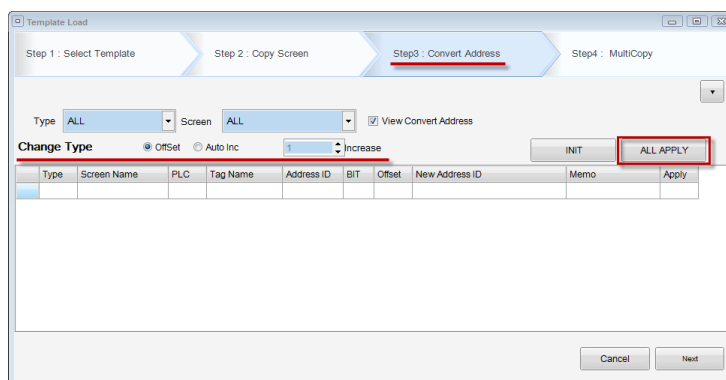 Template Load
Step 1 : Select Template Step 2 : Copy Screen Step3 : Convert Address Step4 : MultiCopy
Type ALL Screen ALL View Convert Address
Change Type OffSet Auto Inc 1 Increase INIT ALL APPLY
Type Screen Name PLC Tag Name Address ID BIT Offset New Address ID Memo Apply
Cancel Next